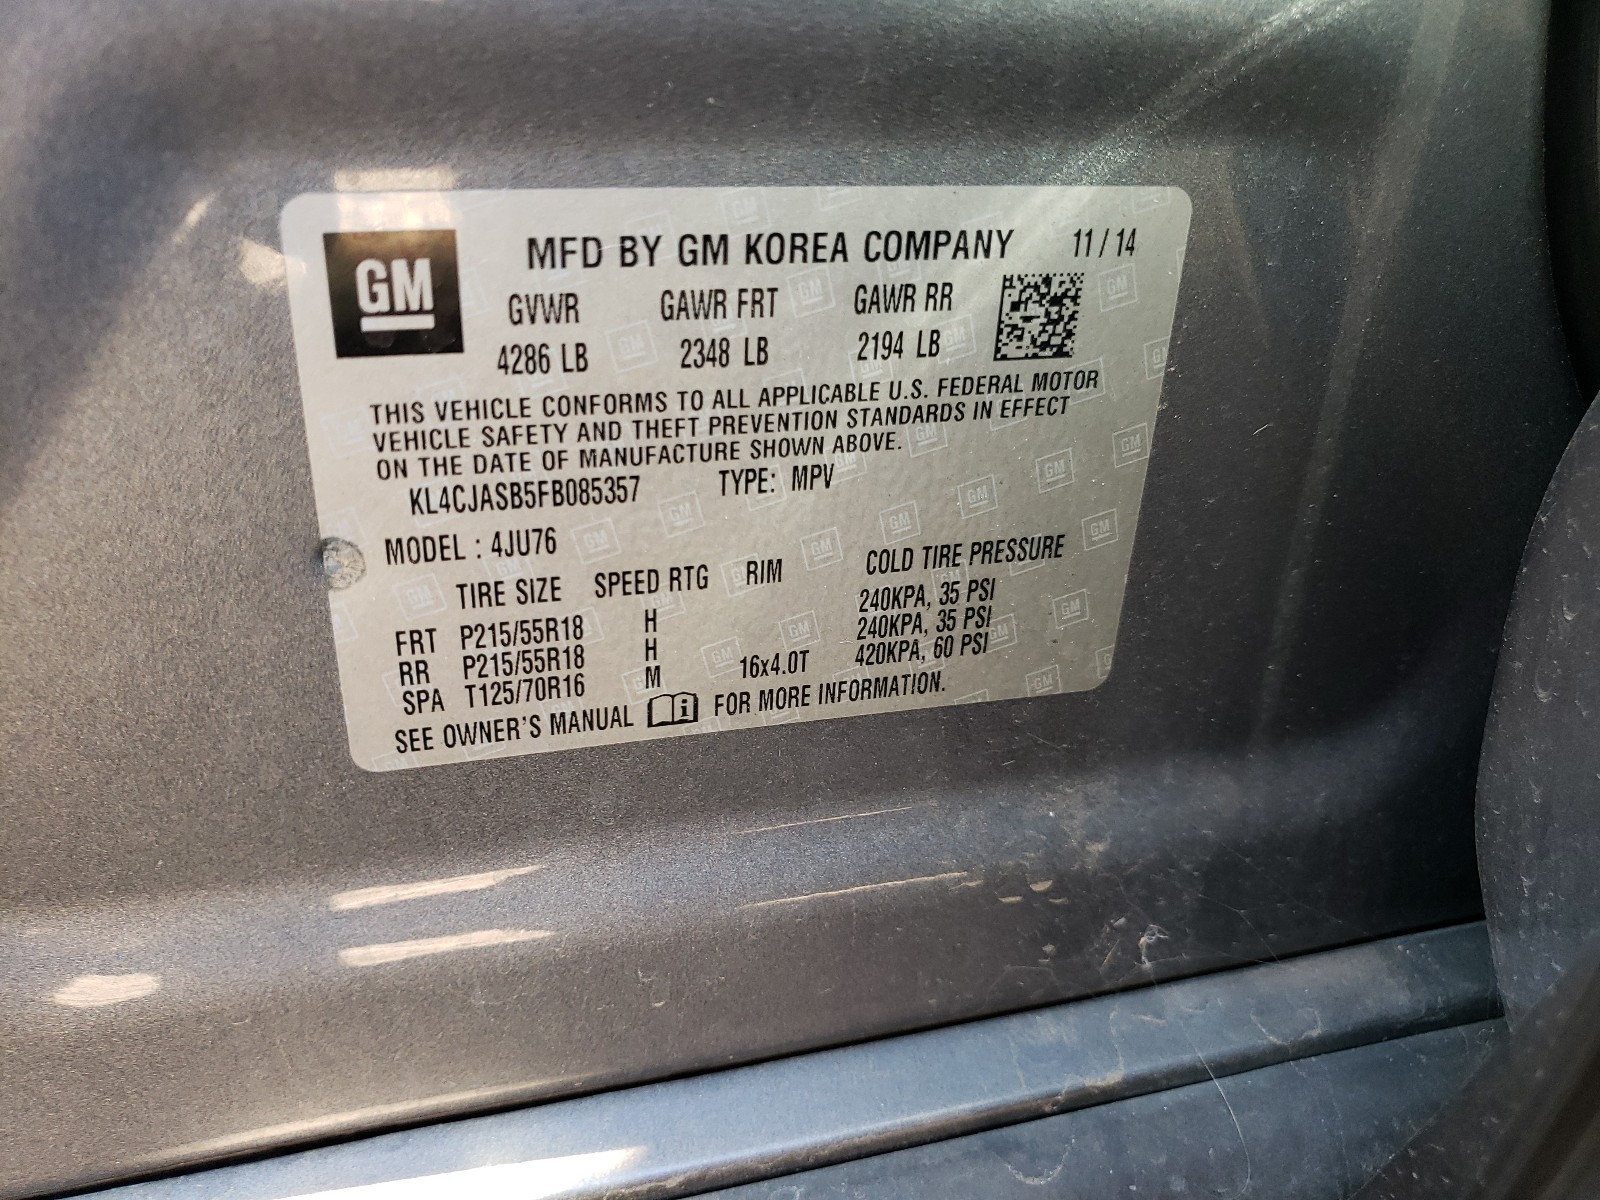 GM
MFD BY GM KOREA COMPANY 11 / 14
GVWR GAWR FRT GAWR RR
4286 LB 2348 LB 2194 LB
THIS VEHICLE CONFORMS TO ALL APPLICABLE U.S. FEDERAL MOTOR
VEHICLE SAFETY AND THEFT PREVENTION STANDARDS IN EFFECT
ON THE DATE OF MANUFACTURE SHOWN ABOVE.
KL4CJASB5FB085357 TYPE: MPV
MODEL : 4JU76
TIRE SIZE SPEED RTG RIM COLD TIRE PRESSURE
FRT P215/55R18 H 240KPA, 35 PSI
RR P215/55R18 H 240KPA, 35 PSI
SPA T125/70R16 M 16x4.0T 420KPA, 60 PSI
SEE OWNER'S MANUAL FOR MORE INFORMATION.